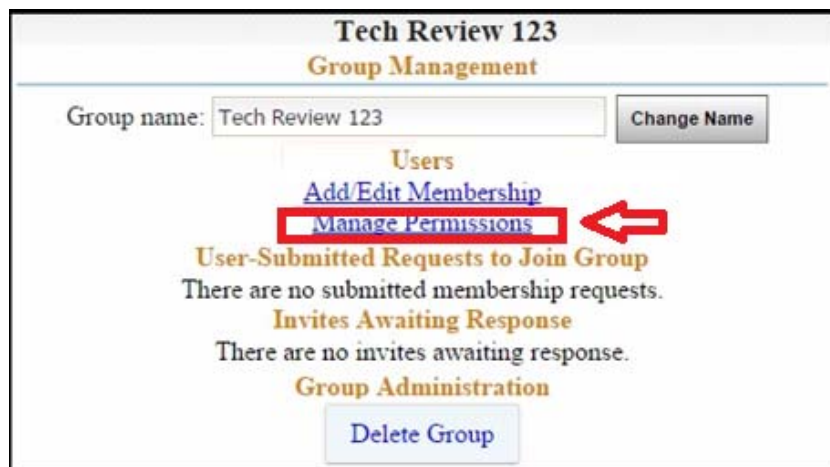 Tech Review 123
Group Management
Group name: Tech Review 123 Change Name
Users
Add/Edit Membership
Manage Permissions
User-Submitted Requests to Join Group
There are no submitted membership requests.
Invites Awaiting Response
There are no invites awaiting response.
Group Administration
Delete Group